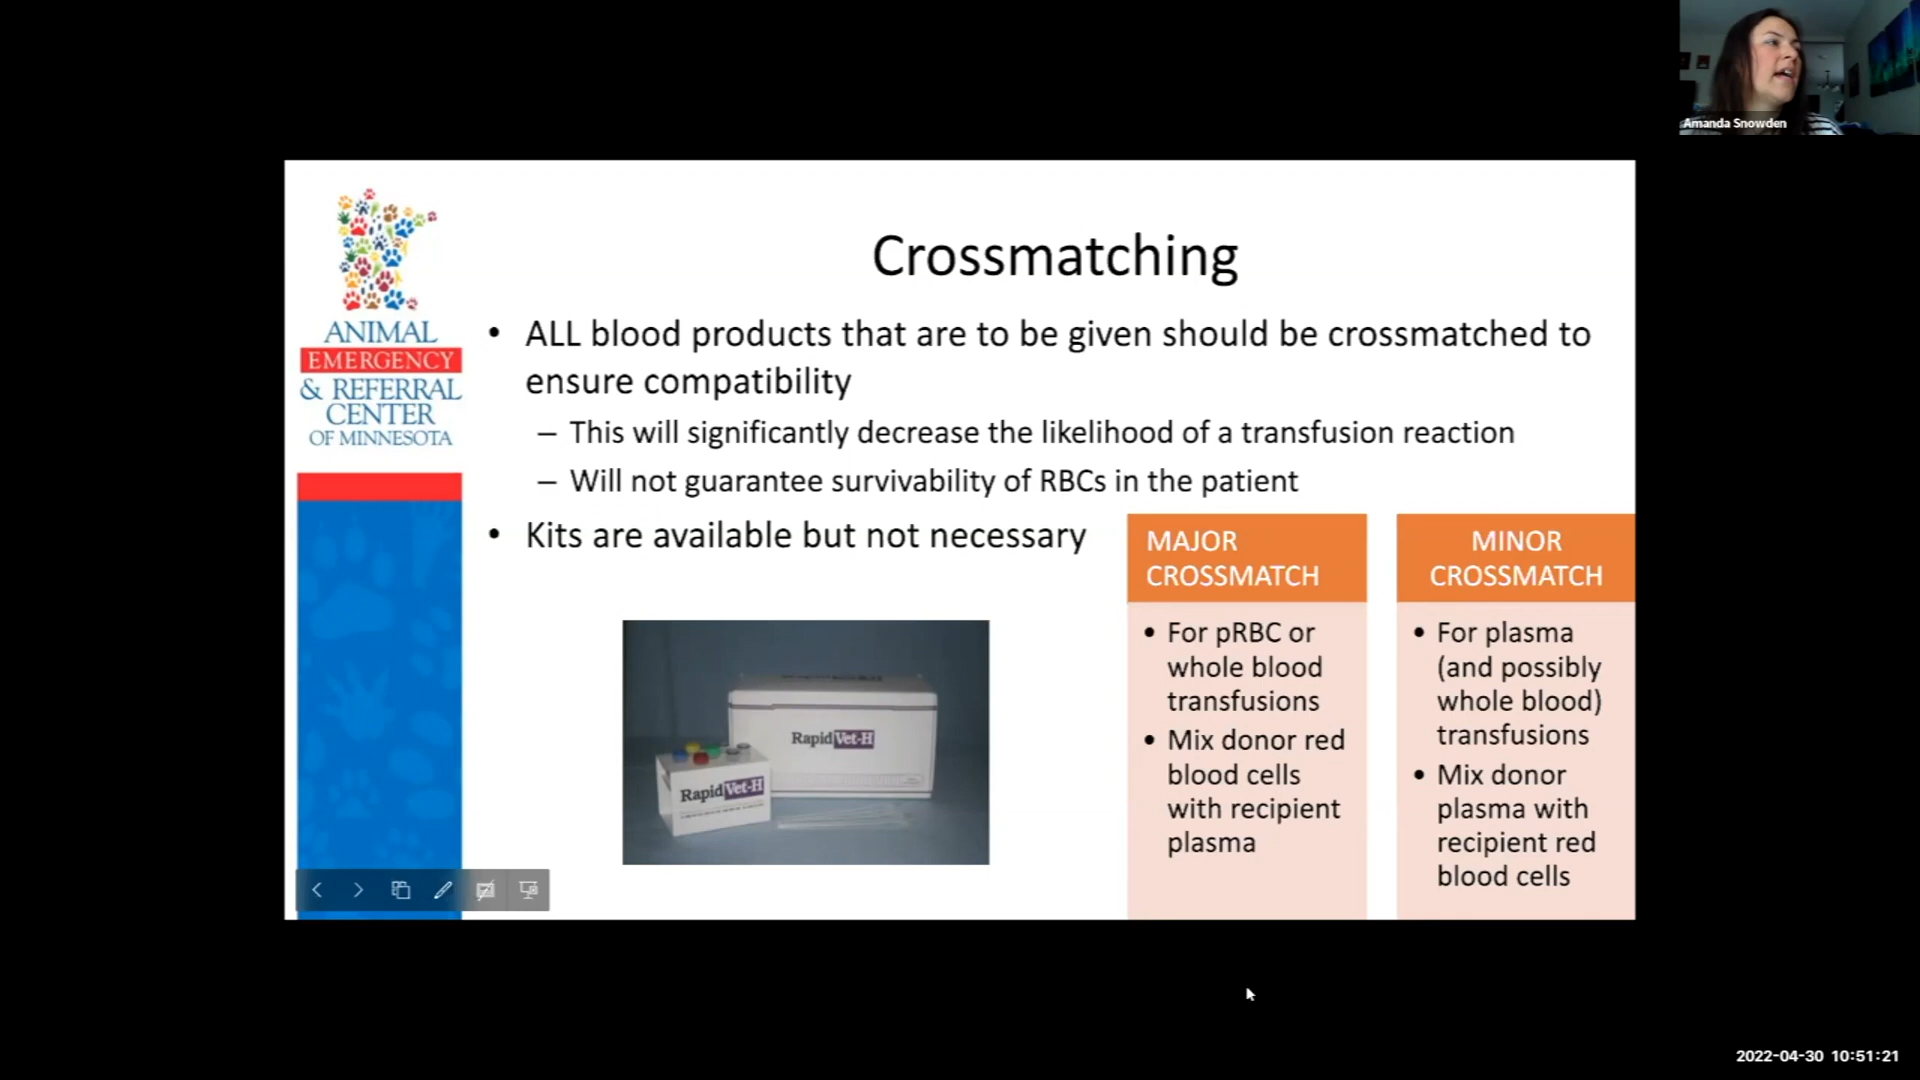 Amanda Snowden
ANIMAL
EMERGENCY
& REFERRAL
CENTER
OF MINNESOTA
Crossmatching
• ALL blood products that are to be given should be crossmatched to
ensure compatibility
– This will significantly decrease the likelihood of a transfusion reaction
– Will not guarantee survivability of RBCs in the patient
• Kits are available but not necessary
RapidVet-H
RapidVet-H
MAJOR
CROSSMATCH
• For pRBC or
whole blood
transfusions
• Mix donor red
blood cells
with recipient
plasma
MINOR
CROSSMATCH
• For plasma
(and possibly
whole blood)
transfusions
• Mix donor
plasma with
recipient red
blood cells
2022-04-30 10:51:21